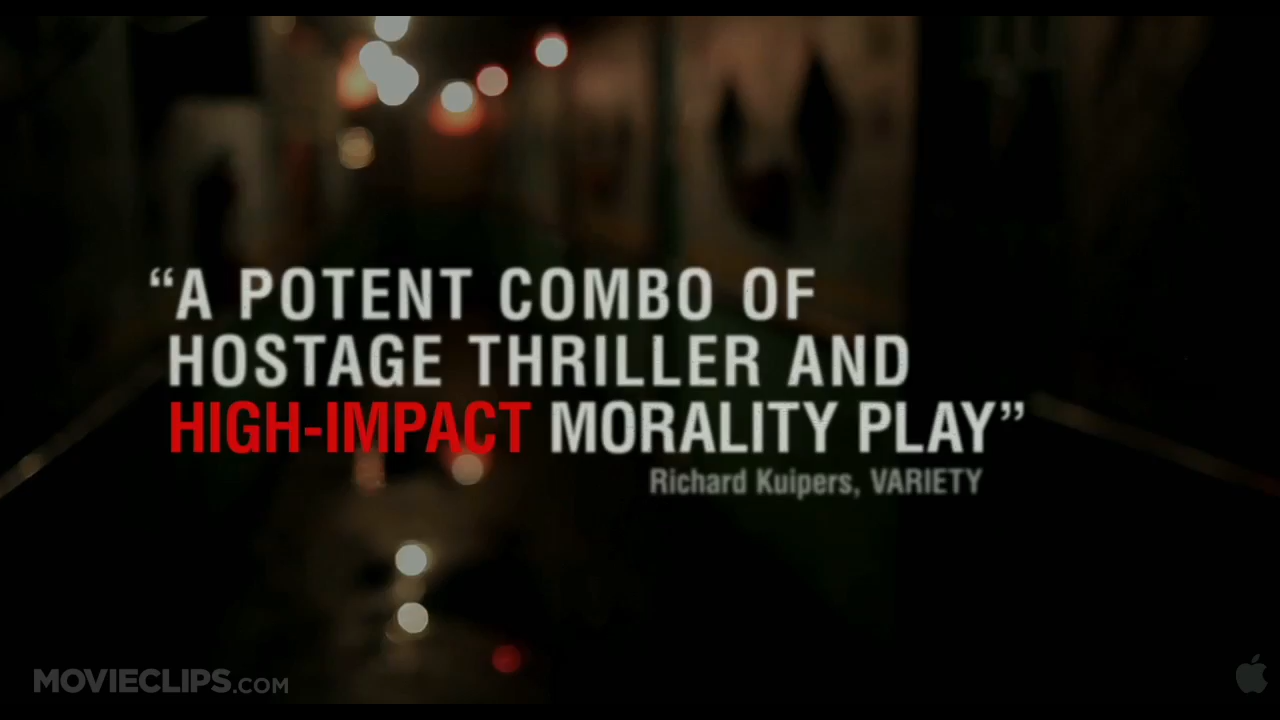 “A POTENT COMBO OF
HOSTAGE THRILLER AND
HIGH-IMPACT MORALITY PLAY”
Richard Kuipers, VARIETY
MOVIECLIPS.COM